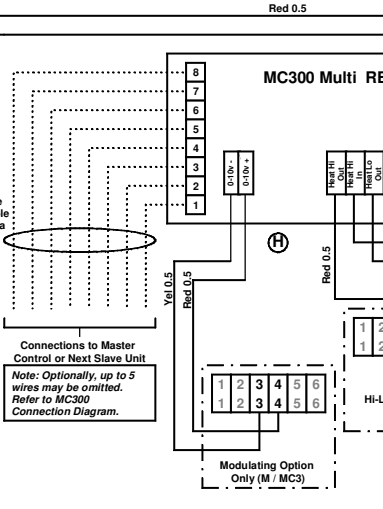 Red 0.5
MC300 Multi RE
8
7
6
5
4
3
2
1
0-10v -
0-10v +
Heat Hi
Out
Heat Hi
In
Heat Lo
Out
e
le
a
H
Yel 0.5
Red 0.5
Red 0.5
Connections to Master
Control or Next Slave Unit
Note: Optionally, up to 5
wires may be omitted.
Refer to MC300
Connection Diagram.
1 2 3 4 5 6
1 2 3 4 5 6
1 2
1 2
Hi-L
Modulating Option
Only (M / MC3)